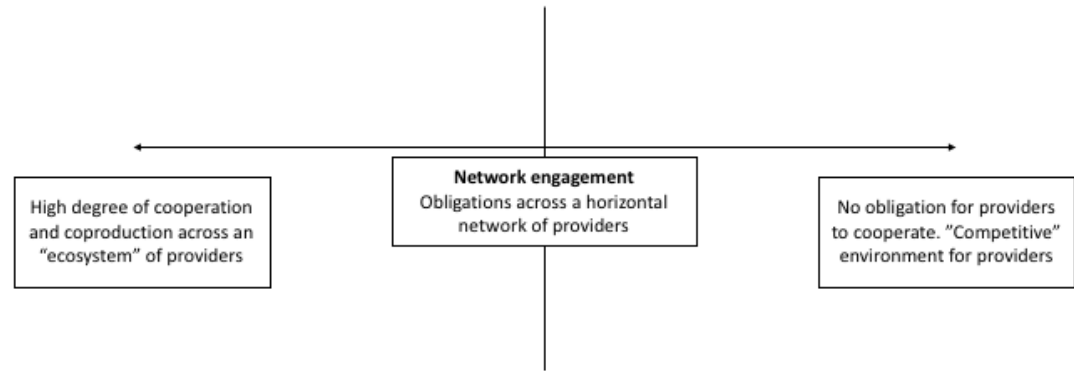 Network engagement
Obligations across a horizontal
network of providers
High degree of cooperation
and coproduction across an
“ecosystem” of providers
No obligation for providers
to cooperate. ”Competitive”
environment for providers